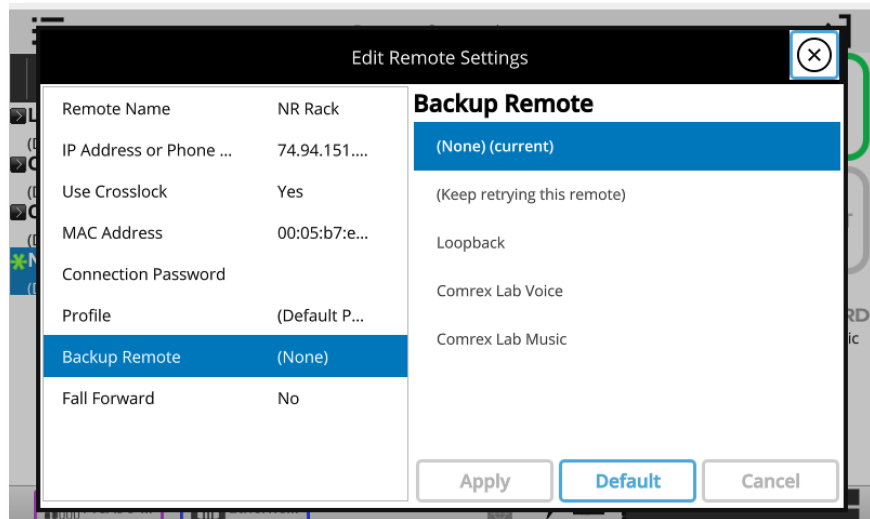 Edit Remote Settings
Remote Name NR Rack
IP Address or Phone ... 74.94.151....
Use Crosslock Yes
MAC Address 00:05:b7:e...
Connection Password
Profile (Default P...
Backup Remote (None)
Fall Forward No
Backup Remote
(None) (current)
(Keep retrying this remote)
Loopback
Comrex Lab Voice
Comrex Lab Music
Apply Default Cancel
RD
ic